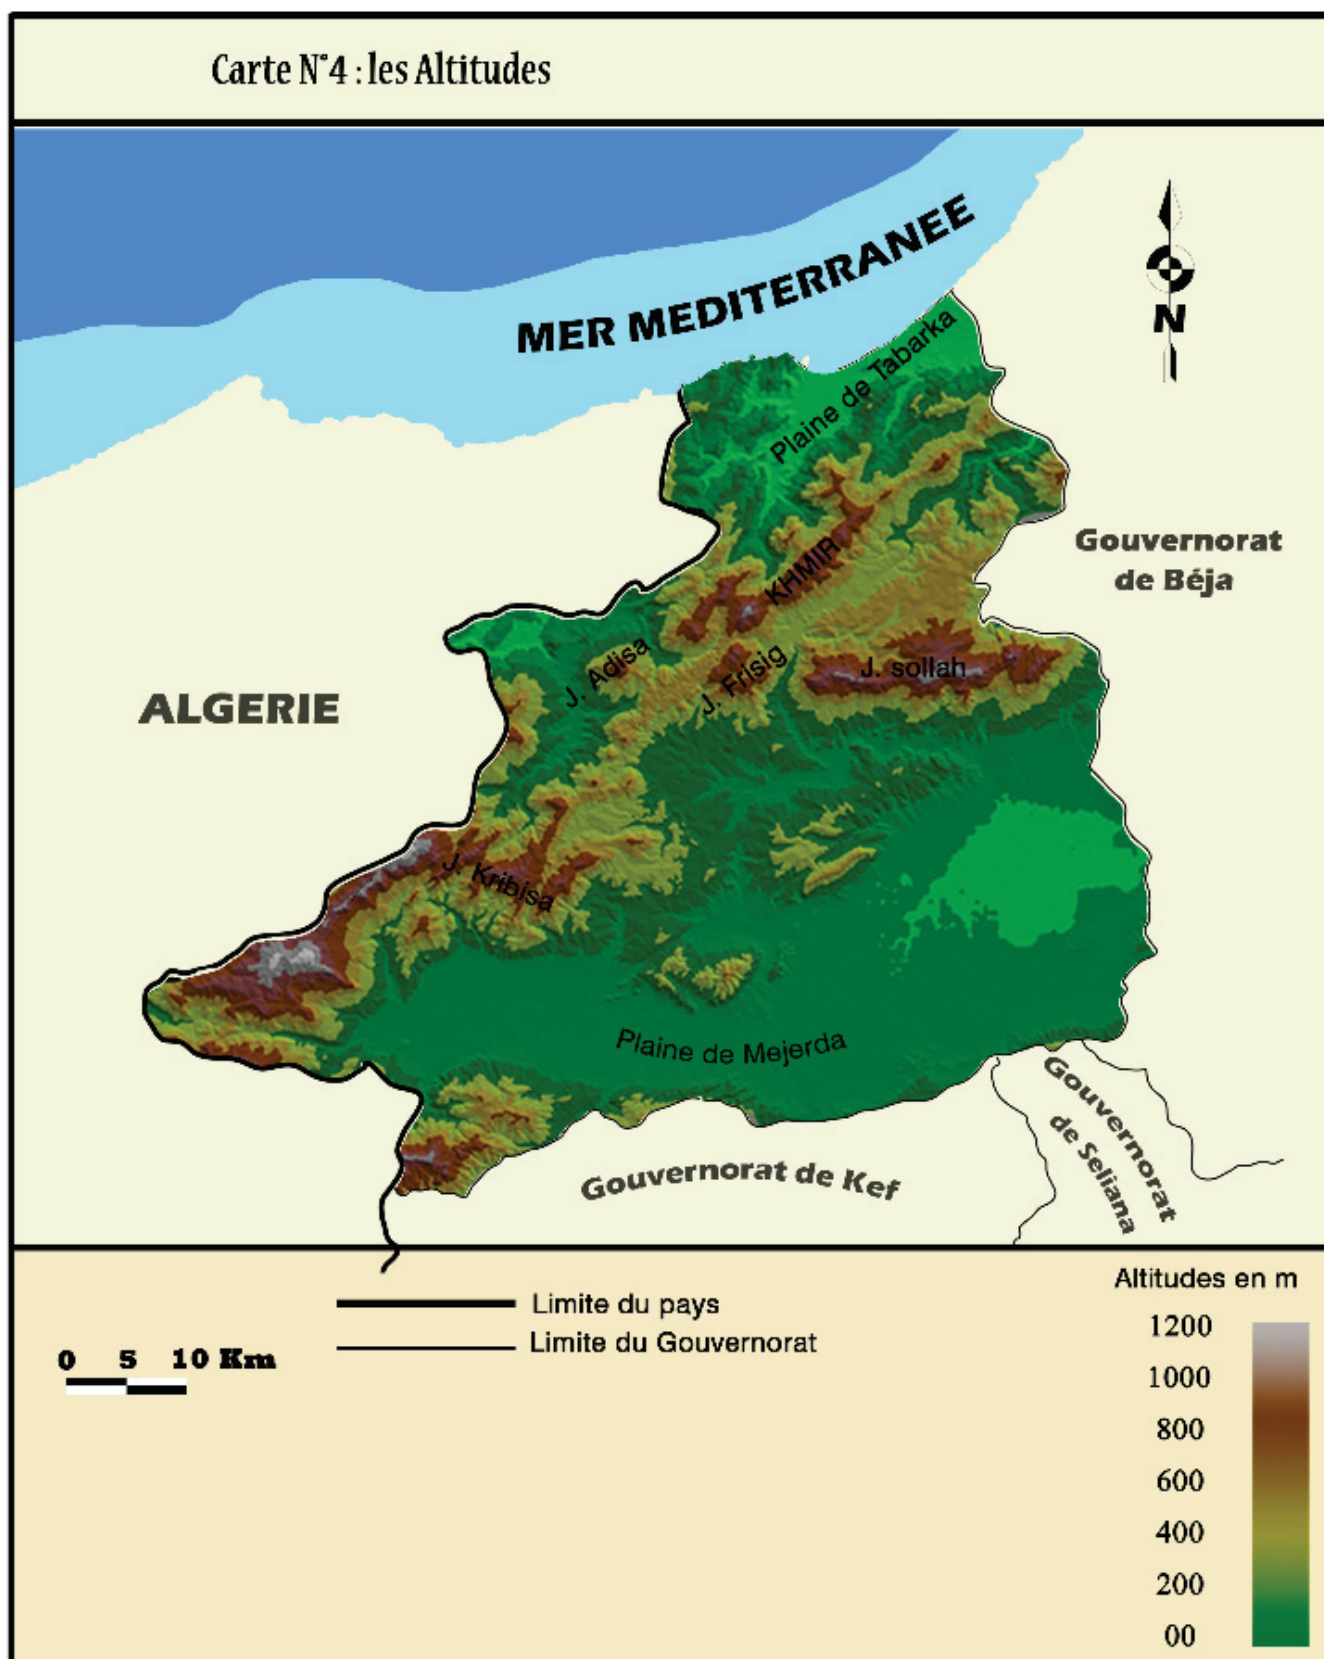 Carte N°4 : les Altitudes
MER MEDITERRANEE
N
Plaine de Tabarka
Gouvernorat
de Béja
KHMIR
J. Adisa
J. Frisig
J. sollah
ALGERIE
J. Kribisa
Plaine de Mejerda
Gouvernorat
de Seliana
Gouvernorat de Kef
Limite du pays
Limite du Gouvernorat
0 5 10 Km
Altitudes en m
1200
1000
800
600
400
200
00